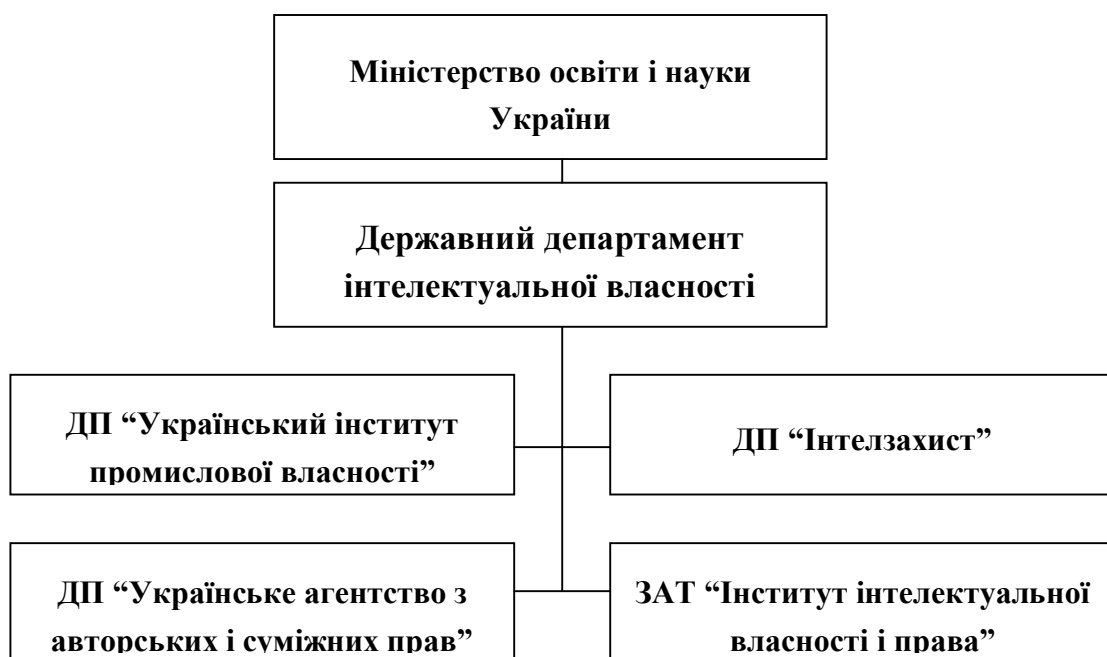 Міністерство освіти і науки
України
Державний департамент
інтелектуальної власності
ДП “Український інститут
промислової власності”
ДП “Інтелзахист”
ДП “Українське агентство з
авторських і суміжних прав”
ЗАТ “Інститут інтелектуальної
власності і права”